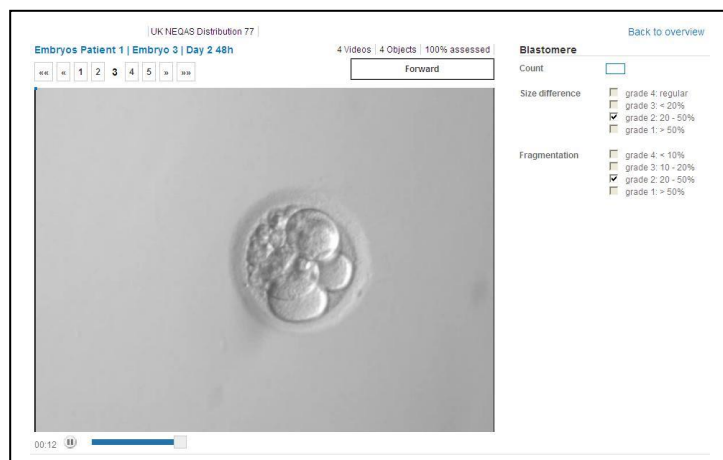 UK NEQAS Distribution 77
Back to overview
Embryos Patient 1 | Embryo 3 | Day 2 48h
4 Videos | 4 Objects | 100% assessed
«« « 1 2 3 4 5 » »»
Forward
Blastomere
Count
Size difference
grade 4: regular
grade 3: < 20%
grade 2: 20 - 50%
grade 1: > 50%
Fragmentation
grade 4: < 10%
grade 3: 10 - 20%
grade 2: 20 - 50%
grade 1: > 50%
00:12